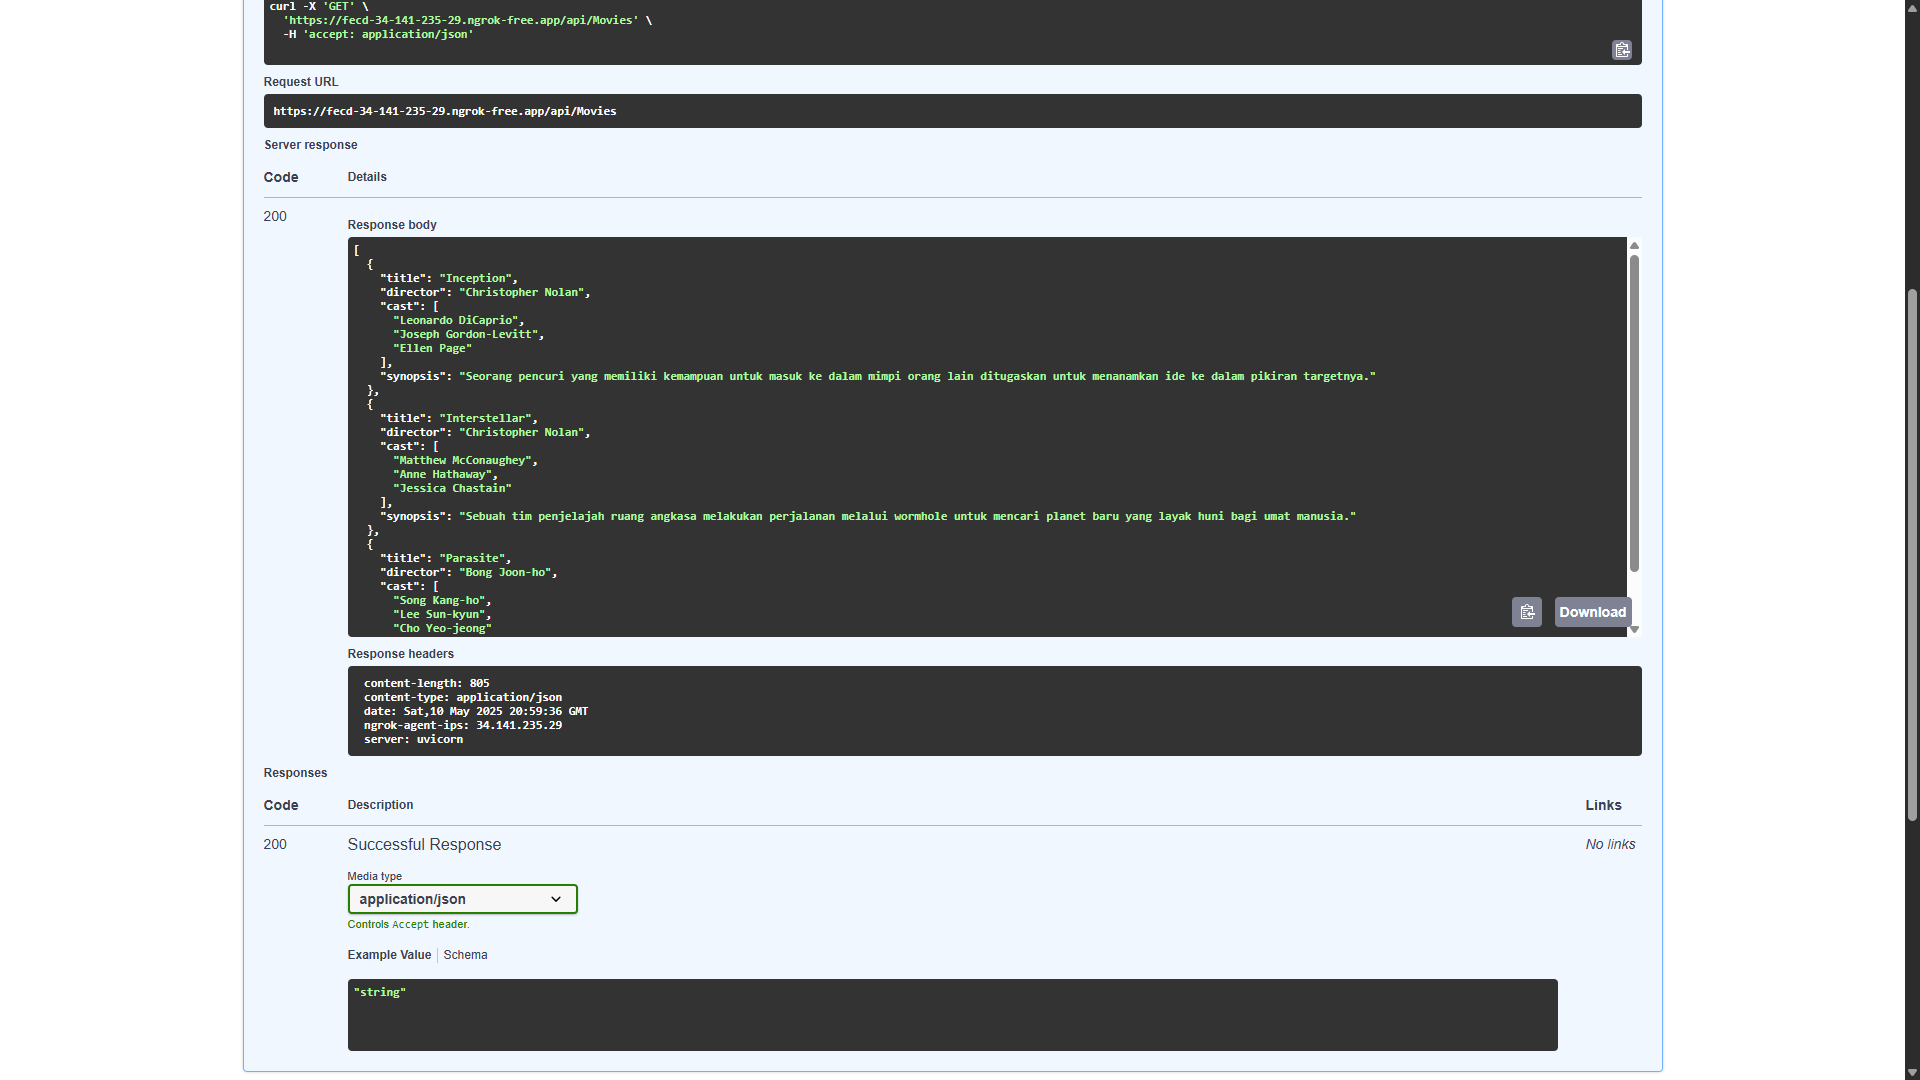 curl -X 'GET' \
'https://fecd-34-141-235-29.ngrok-free.app/api/Movies' \
-H 'accept: application/json'
Request URL
https://fecd-34-141-235-29.ngrok-free.app/api/Movies
Server response
Code Details
200
Response body
[
{
"title": "Inception",
"director": "Christopher Nolan",
"cast": [
"Leonardo DiCaprio",
"Joseph Gordon-Levitt",
"Ellen Page"
],
"synopsis": "Seorang pencuri yang memiliki kemampuan untuk masuk ke dalam mimpi orang lain ditugaskan untuk menanamkan ide ke dalam pikiran targetnya."
},
{
"title": "Interstellar",
"director": "Christopher Nolan",
"cast": [
"Matthew McConaughey",
"Anne Hathaway",
"Jessica Chastain"
],
"synopsis": "Sebuah tim penjelajah ruang angkasa melakukan perjalanan melalui wormhole untuk mencari planet baru yang layak huni bagi umat manusia."
},
{
"title": "Parasite",
"director": "Bong Joon-ho",
"cast": [
"Song Kang-ho",
"Lee Sun-kyun",
"Cho Yeo-jeong"
Download
Response headers
content-length: 805
content-type: application/json
date: Sat,10 May 2025 20:59:36 GMT
ngrok-agent-ips: 34.141.235.29
server: uvicorn
Responses
Code Description Links
200 Successful Response No links
Media type
application/json
Controls Accept header.
Example Value Schema
"string"